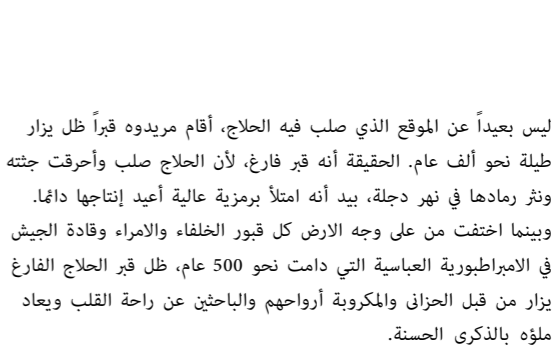 ليس بعيداً عن الموقع الذي صلب فيه الحلاج، أقام مريدوه قبراً ظل يزار
طيلة نحو ألف عام. الحقيقة أنه قبر فارغ، لأن الحلاج صلب وأحرقت جثته
ونثر رمادها في نهر دجلة، بيد أنه امتلأ برمزية عالية أعيد إنتاجها دائما.
وبينما اختفت من على وجه الارض كل قبور الخلفاء والامراء وقادة الجيش
في الامبراطورية العباسية التي دامت نحو 500 عام، ظل قبر الحلاج الفارغ
يزار من قبل الحزانى والمكروبة أرواحهم والباحثين عن راحة القلب ويعاد
ملؤه بالذكرى الحسنة.